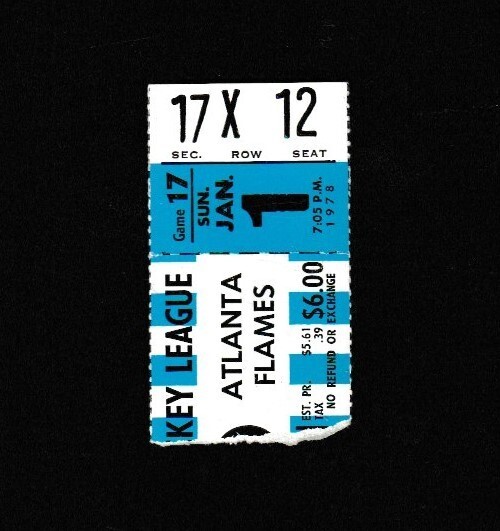 17 X 12
SEC. ROW SEAT
Game 17
SUN.
JAN.
1
7:05 P.M.
1978
KEY LEAGUE
ATLANTA
FLAMES
EST. PR. $5.61
TAX .39
$6.00
NO REFUND OR EXCHANGE